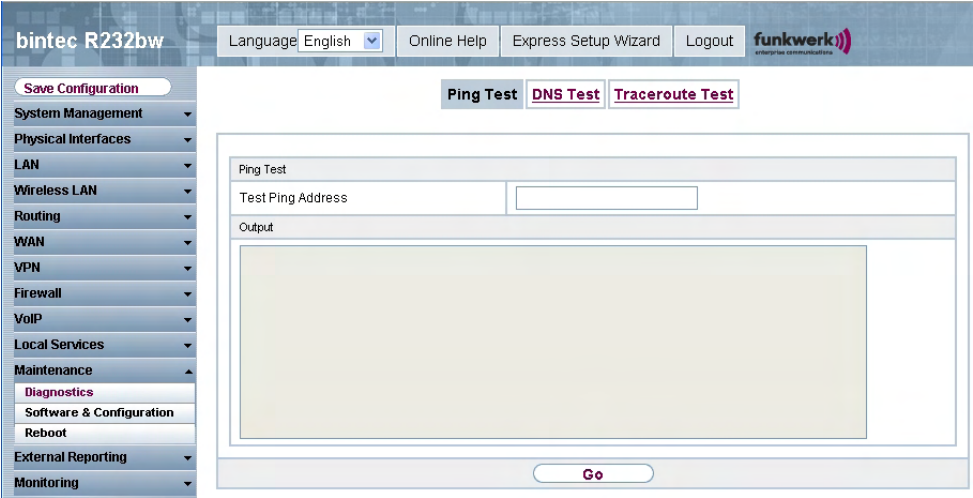 bintec R232bw
Language English Online Help Express Setup Wizard Logout funkwerk
enterprise communications
Save Configuration
System Management
Physical Interfaces
LAN
Wireless LAN
Routing
WAN
VPN
Firewall
VoIP
Local Services
Maintenance
Diagnostics
Software & Configuration
Reboot
External Reporting
Monitoring
Ping Test DNS Test Traceroute Test
Ping Test
Test Ping Address
Output
Go